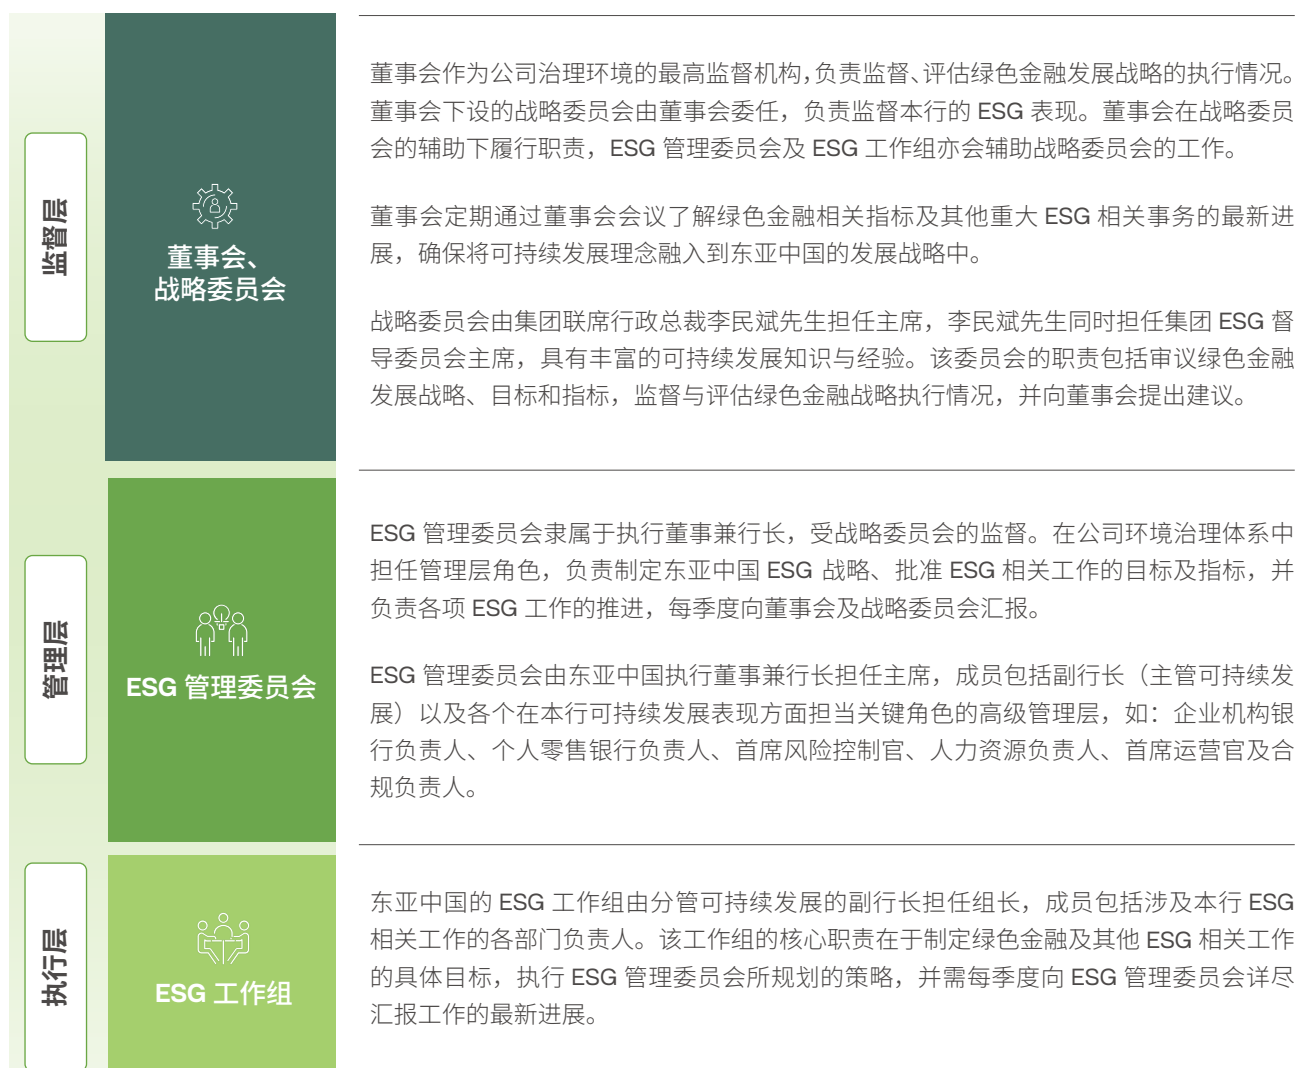 监督层
董事会、
战略委员会
董事会作为公司治理环境的最高监督机构,负责监督、评估绿色金融发展战略的执行情况。
董事会下设的战略委员会由董事会委任，负责监督本行的 ESG 表现。董事会在战略委员
会的辅助下履行职责，ESG 管理委员会及 ESG 工作组亦会辅助战略委员会的工作。
董事会定期通过董事会会议了解绿色金融相关指标及其他重大 ESG 相关事务的最新进
展，确保将可持续发展理念融入到东亚中国的发展战略中。
战略委员会由集团联席行政总裁李民斌先生担任主席，李民斌先生同时担任集团 ESG 督
导委员会主席，具有丰富的可持续发展知识与经验。该委员会的职责包括审议绿色金融
发展战略、目标和指标，监督与评估绿色金融战略执行情况，并向董事会提出建议。
管理层
ESG 管理委员会
ESG 管理委员会隶属于执行董事兼行长，受战略委员会的监督。在公司环境治理体系中
担任管理层角色，负责制定东亚中国 ESG 战略、批准 ESG 相关工作的目标及指标，并
负责各项 ESG 工作的推进，每季度向董事会及战略委员会汇报。
ESG 管理委员会由东亚中国执行董事兼行长担任主席，成员包括副行长（主管可持续发
展）以及各个在本行可持续发展表现方面担当关键角色的高级管理层，如：企业机构银
行负责人、个人零售银行负责人、首席风险控制官、人力资源负责人、首席运营官及合
规负责人。
执行层
ESG 工作组
东亚中国的 ESG 工作组由分管可持续发展的副行长担任组长，成员包括涉及本行 ESG
相关工作的各部门负责人。该工作组的核心职责在于制定绿色金融及其他 ESG 相关工作
的具体目标，执行 ESG 管理委员会所规划的策略，并需每季度向 ESG 管理委员会详尽
汇报工作的最新进展。